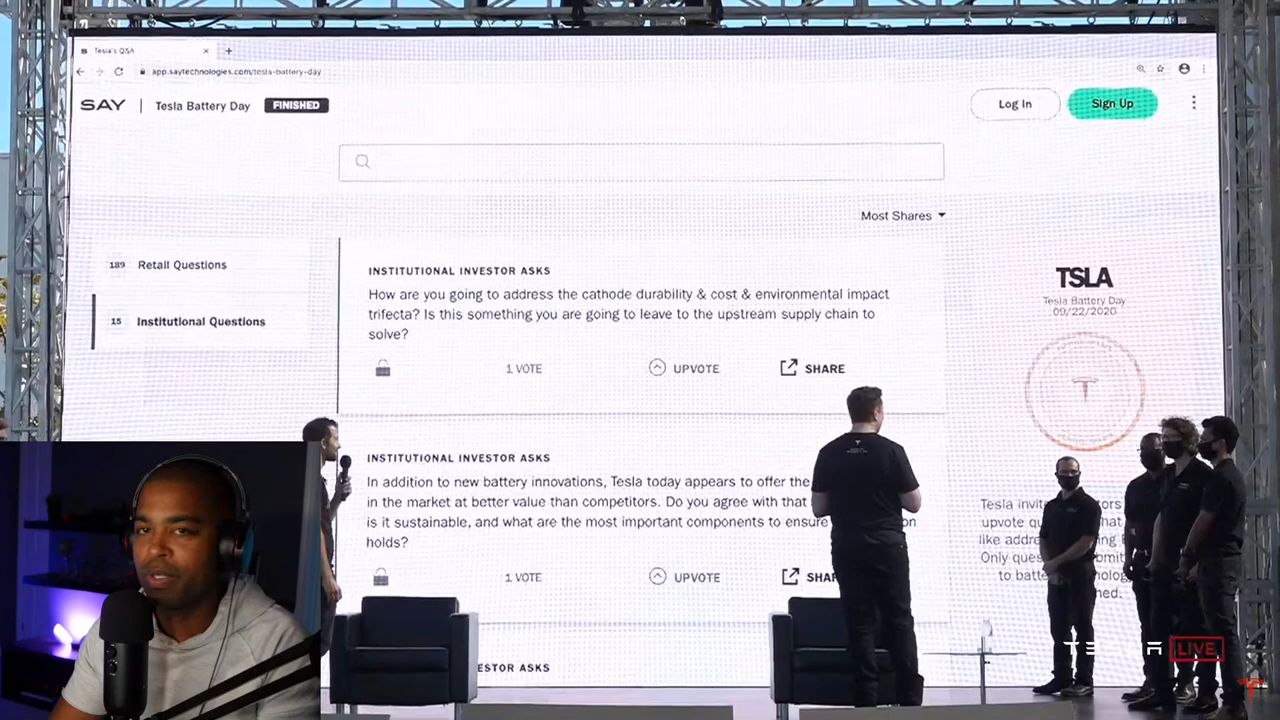 Tesla's Q&A
app.saytechnologies.com/tesla-battery-day
SAY | Tesla Battery Day FINISHED
Log In
Sign Up
Most Shares
189 Retail Questions
15 Institutional Questions
INSTITUTIONAL INVESTOR ASKS
How are you going to address the cathode durability & cost & environmental impact
trifecta? Is this something you are going to leave to the upstream supply chain to
solve?
1 VOTE
UPVOTE
SHARE
INSTITUTIONAL INVESTOR ASKS
In addition to new battery innovations, Tesla today appears to offer the
in the market at better value than competitors. Do you agree with that
is it sustainable, and what are the most important components to ensure
holds?
1 VOTE
UPVOTE
ASKS
TSLA
Tesla Battery Day
09/22/2020
Tesla
upvote
like
Only
to
TESLA LIVE